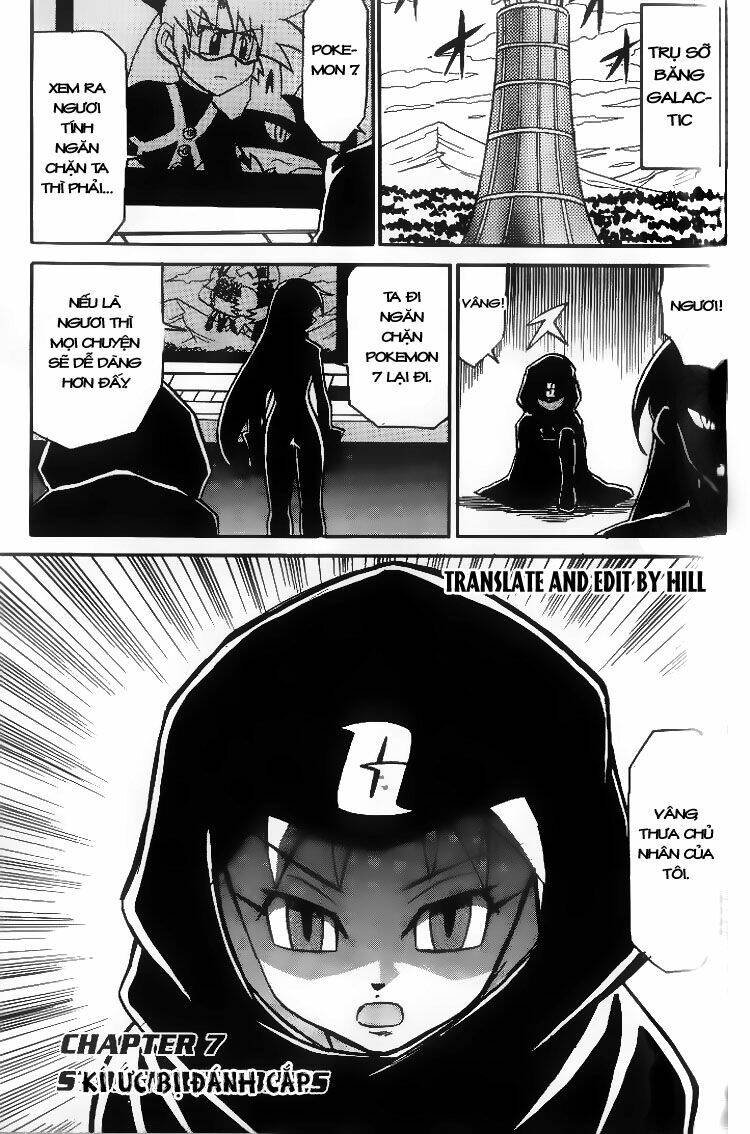 TRỤ SỞ
BĂNG
GALAC-
TIC
POKE-
MON 7.
XEM RA
NGƯƠI
TÍNH
NGĂN
CHẶN TA
THÌ PHẢI...
NGƯƠI!
VÂNG!
TA ĐI
NGĂN
CHẶN
POKEMON
7 LẠI ĐI.
NẾU LÀ
NGƯƠI THÌ
MỌI CHUYỆN
SẼ DỄ DÀNG
HƠN ĐẤY
TRANSLATE AND EDIT BY HILL
VÂNG,
THƯA CHỦ
NHÂN CỦA
TÔI.
CHAPTER 7
S KÍ ỨC BỊ ĐÁNH CẮP S